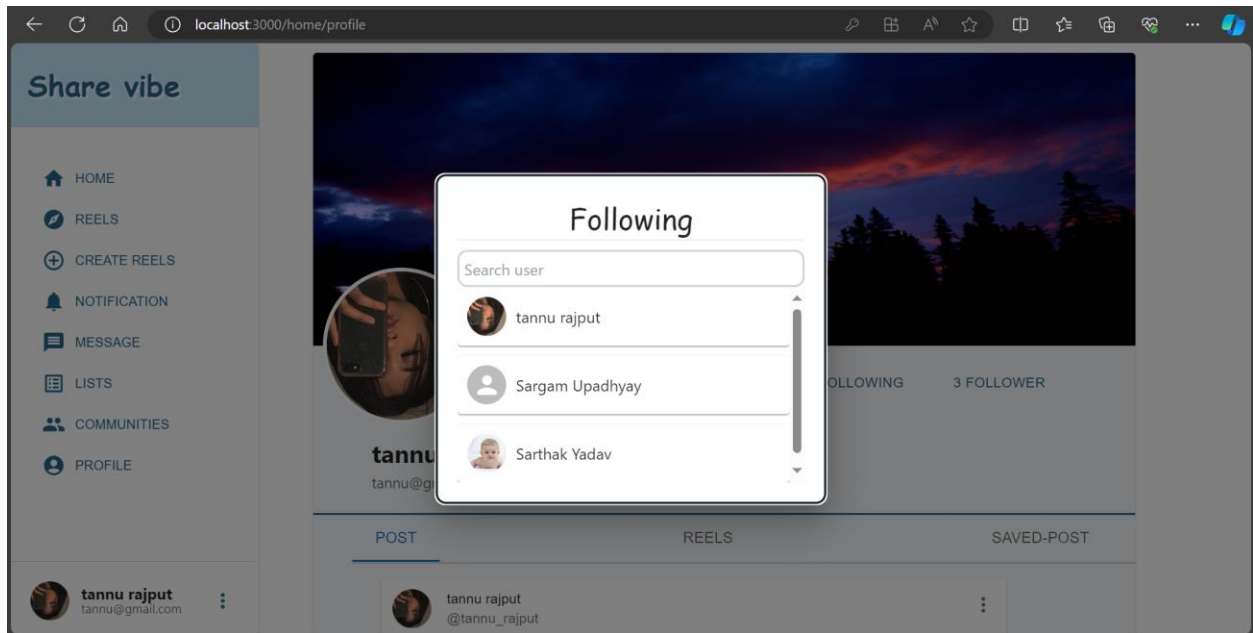 localhost:3000/home/profile
Share vibe
HOME
REELS
CREATE REELS
NOTIFICATION
MESSAGE
LISTS
COMMUNITIES
PROFILE
tannu rajput
tannu@gmail.com
Following
Search user
tannu rajput
Sargam Upadhyay
Sarthak Yadav
OLLOWING 3 FOLLOWER
tannu
tannu@g
POST REELS SAVED-POST
tannu rajput
@tannu_rajput